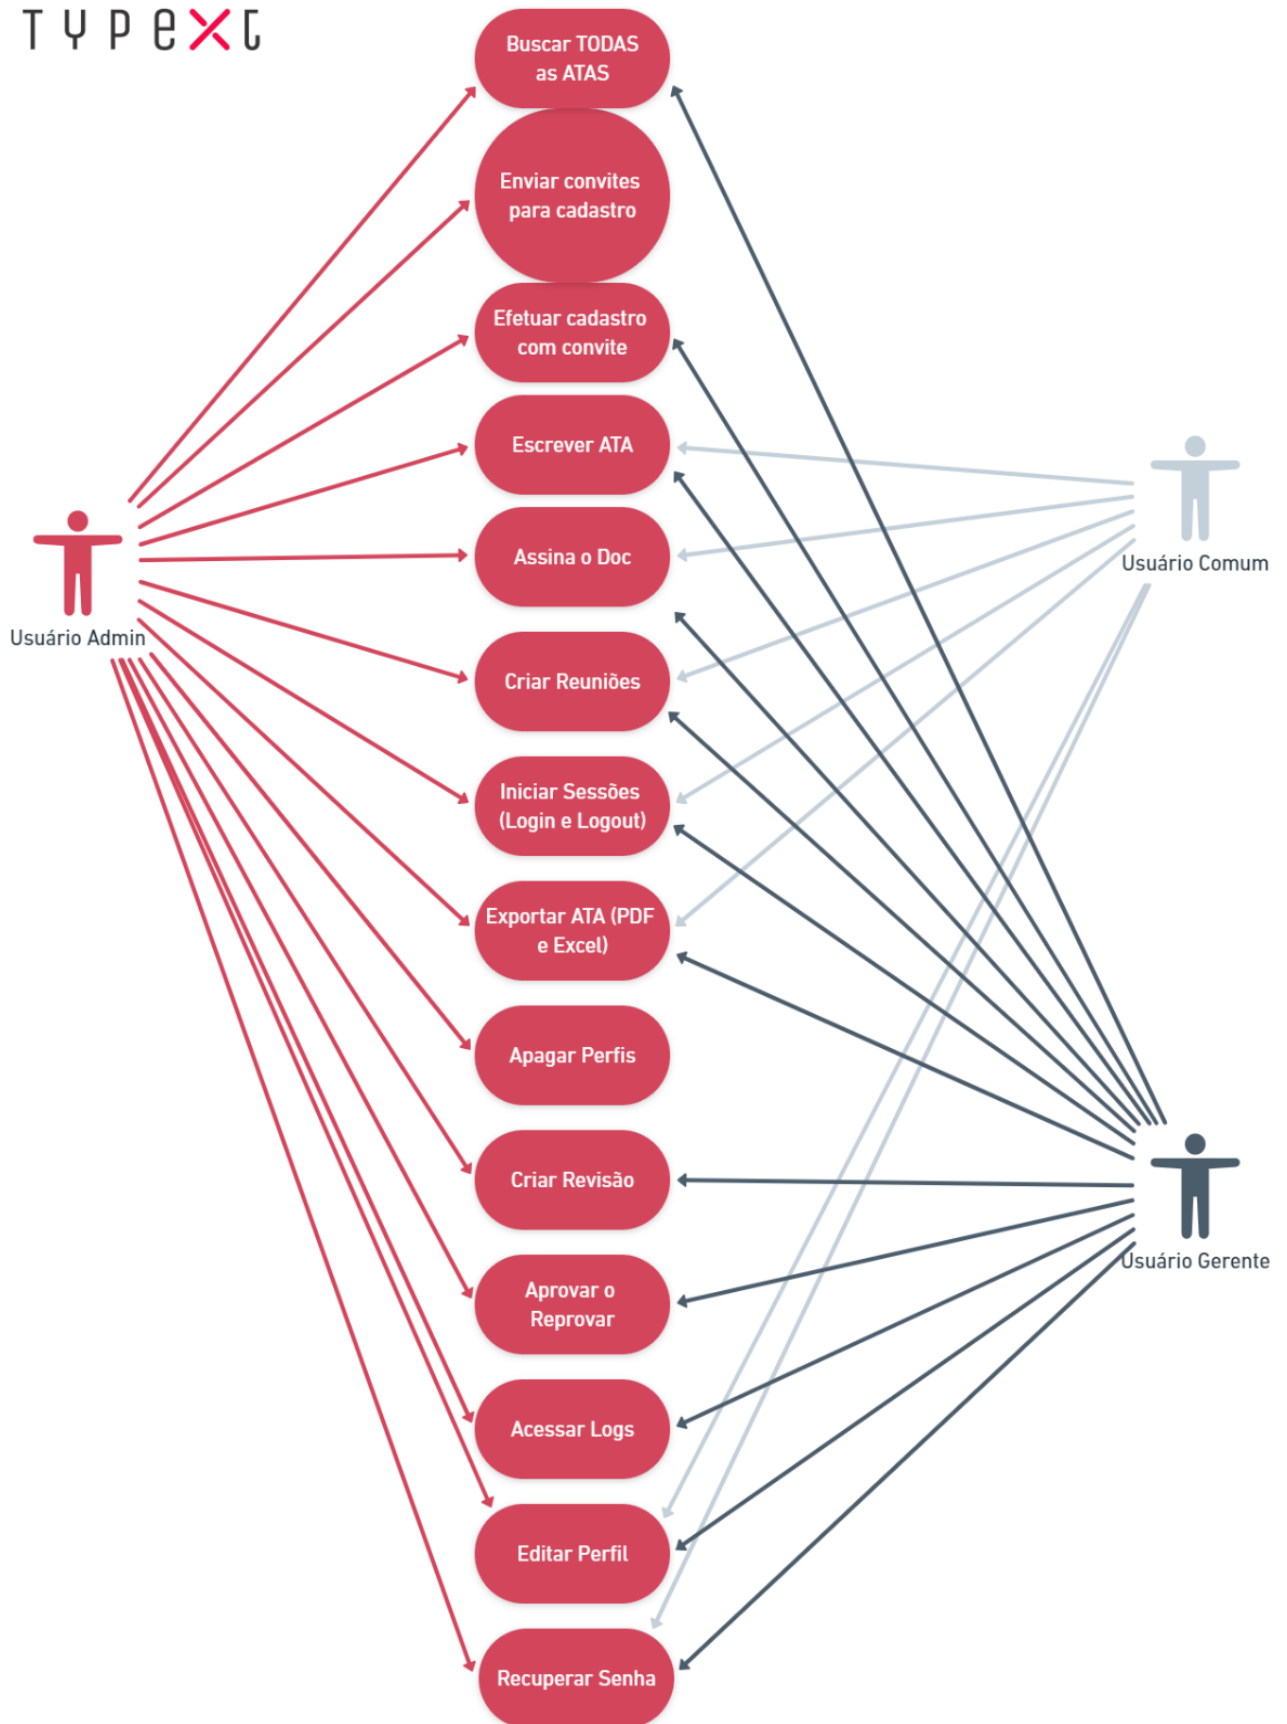 TYPEXT
Buscar TODAS
as ATAS
Enviar convites
para cadastro
Efetuar cadastro
com convite
Escrever ATA
Assina o Doc
Usuário Comum
Usuário Admin
Criar Reuniões
Iniciar Sessões
(Login e Logout)
Exportar ATA (PDF
e Excel)
Apagar Perfis
Criar Revisão
Usuário Gerente
Aprovar o
Reprovar
Acessar Logs
Editar Perfil
Recuperar Senha